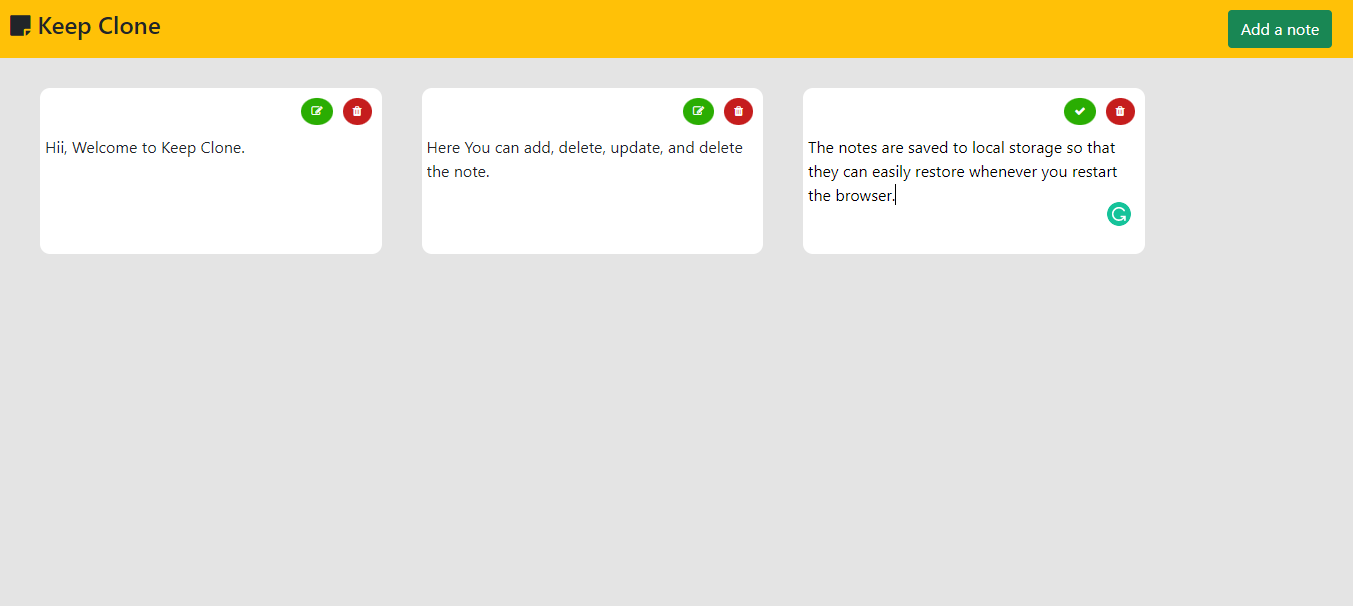 Keep Clone
Add a note
Hii, Welcome to Keep Clone.
Here You can add, delete, update, and delete
the note.
The notes are saved to local storage so that
they can easily restore whenever you restart
the browser.